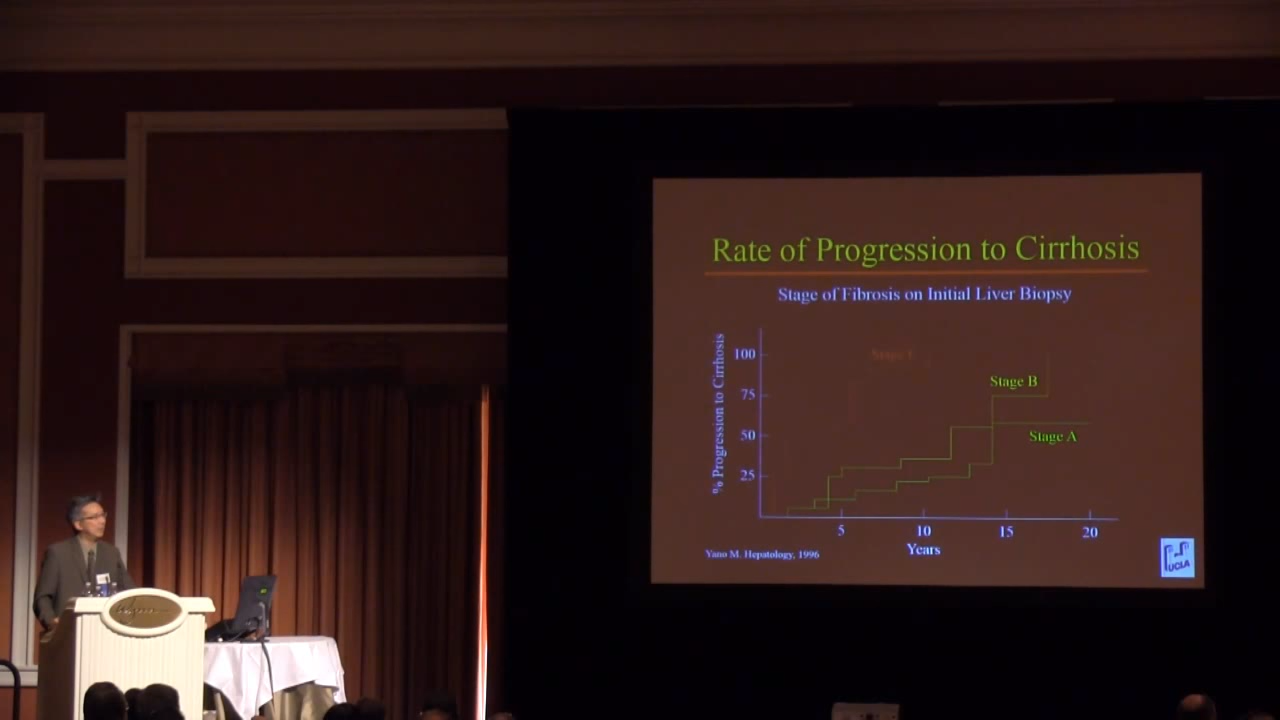 Rate of Progression to Cirrhosis
Stage of Fibrosis on Initial Liver Biopsy
% Progression to Cirrhosis
100
75
50
25
Stage B
Stage A
5
10
15
20
Years
Yano M. Hepatology, 1996
UCLA